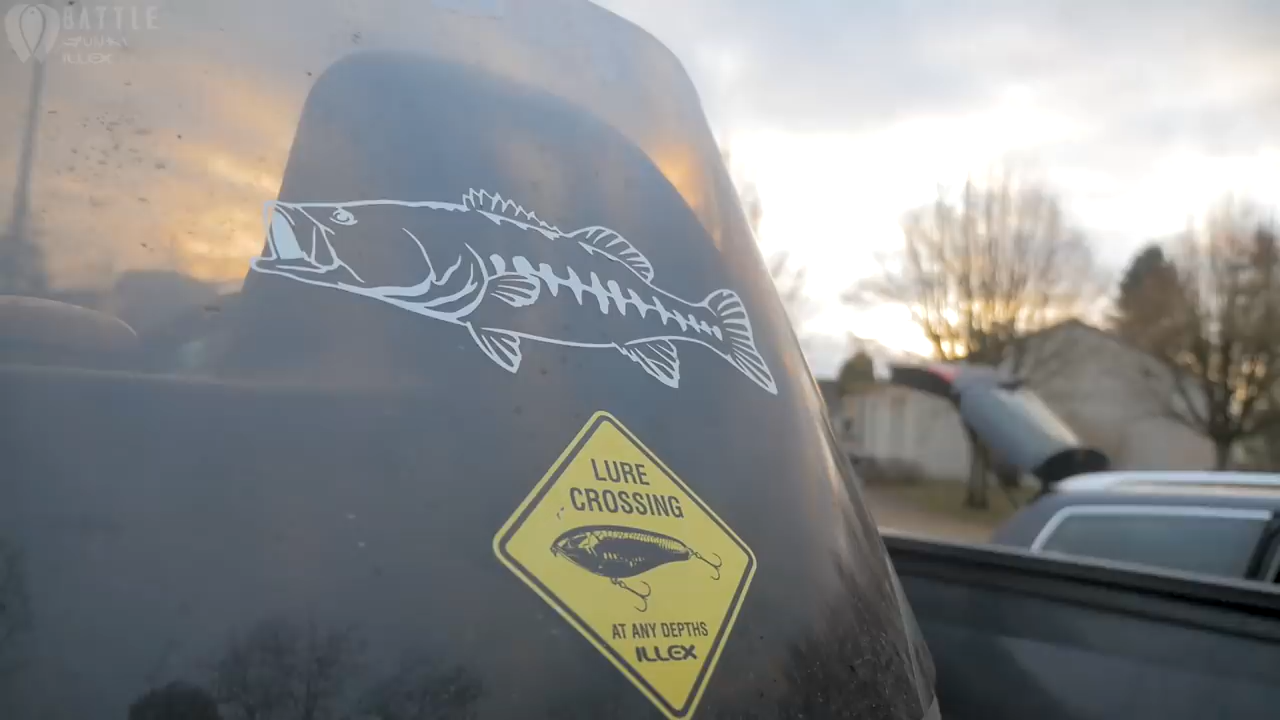 BATTLE
ILLEX
LURE
CROSSING
AT ANY DEPTHS
ILLEX